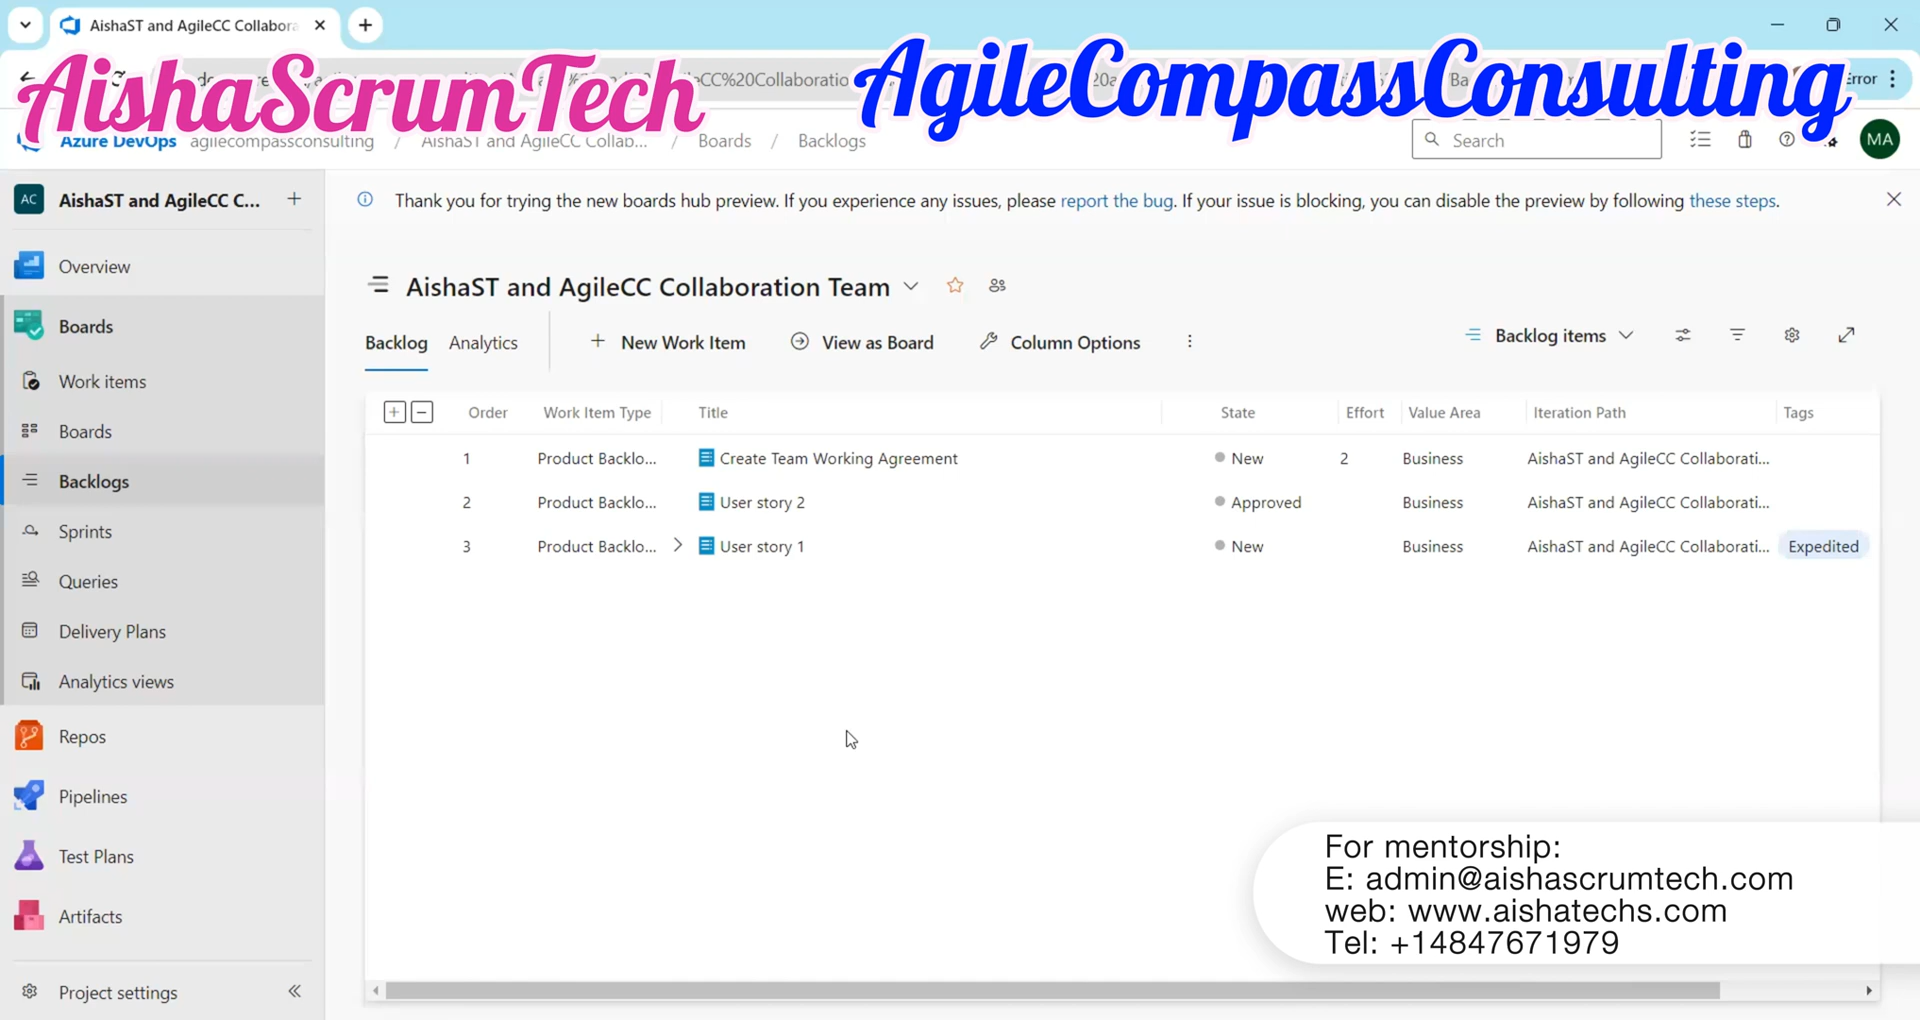 AishaST and AgileCC Collabora
AishaScrumTech
AgileCompassConsulting
Error
Azure DevOps agilecompassconsulting / AishaST and AgileCC Collab... / Boards / Backlogs
Search
MA
AC AishaST and AgileCC C...
Thank you for trying the new boards hub preview. If you experience any issues, please report the bug. If your issue is blocking, you can disable the preview by following these steps.
Overview
Boards
Work items
Boards
Backlogs
Sprints
Queries
Delivery Plans
Analytics views
Repos
Pipelines
Test Plans
Artifacts
Project settings
AishaST and AgileCC Collaboration Team
Backlog Analytics New Work Item View as Board Column Options Backlog items
Order Work Item Type Title State Effort Value Area Iteration Path Tags
1 Product Backlo... Create Team Working Agreement New 2 Business AishaST and AgileCC Collaborati...
2 Product Backlo... User story 2 Approved Business AishaST and AgileCC Collaborati...
3 Product Backlo... User story 1 New Business AishaST and AgileCC Collaborati... Expedited
For mentorship:
E: admin@aishascrumtech.com
web: www.aishatechs.com
Tel: +14847671979